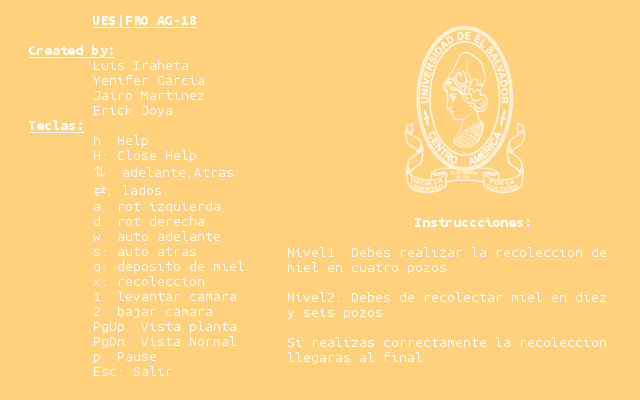 UES|FMO AG-18
Created by:
Luis Iraheta
Yenifer Garcia
Jairo Martinez
Erick Joya
Teclas:
h: Help
H: Close Help
⇅: adelante,Atras
⇄: lados
a: rot izquierda
d: rot derecha
w: auto adelante
s: auto atras
q: deposito de miel
x: recoleccion
1: levantar camara
2: bajar camara
PgUp: Vista planta
PgDn: Vista Normal
p: Pause
Esc: Salir
UNIVERSIDAD DE EL SALVADOR
CENTRO AMERICA
HACIA LA LIBERTAD
POR LA CULTURA
Instruccciones:
Nivel1: Debes realizar la recoleccion de
miel en cuatro pozos.
Nivel2: Debes de recolectar miel en diez
y seis pozos.
Si realizas correctamente la recoleccion
llegaras al final...